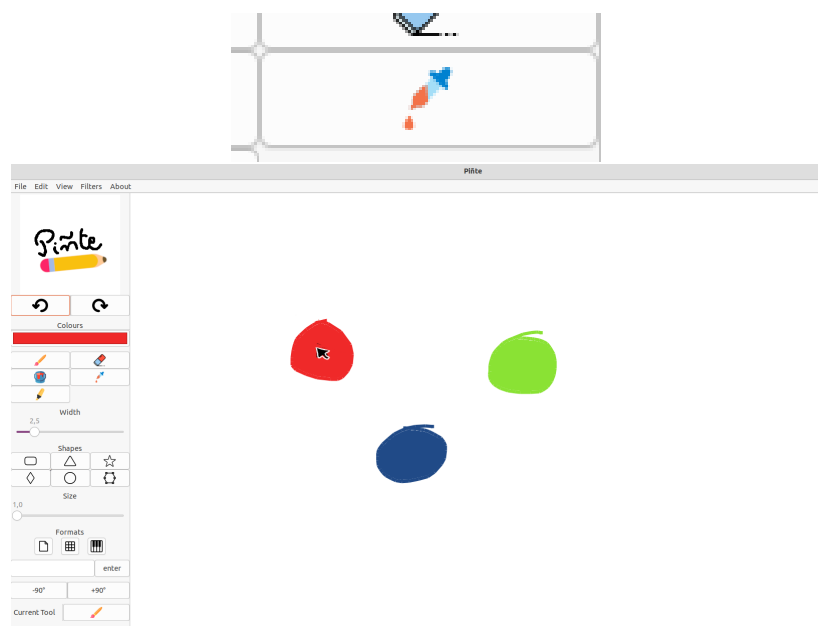 Piñte
File Edit View Filters About
Piñte
Colours
Width
2,5
Shapes
Size
1,0
Formats
enter
-90° +90°
Current Tool